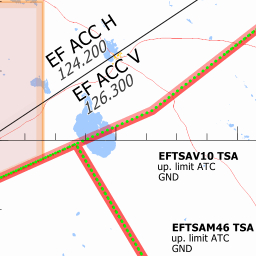 EF ACC H
124.200
EF ACC V
126.300
EFTSAV10 TSA
up. limit ATC
GND
EFTSAM46 TSA
up. limit ATC
GND